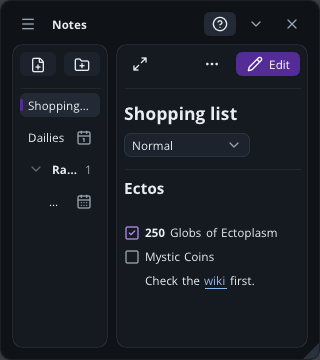 Notes
Shopping...
Edit
Dailies
1
Ra...
1
...
Shopping list
Normal
Ectos
250 Globs of Ectoplasm
Mystic Coins
Check the wiki first.